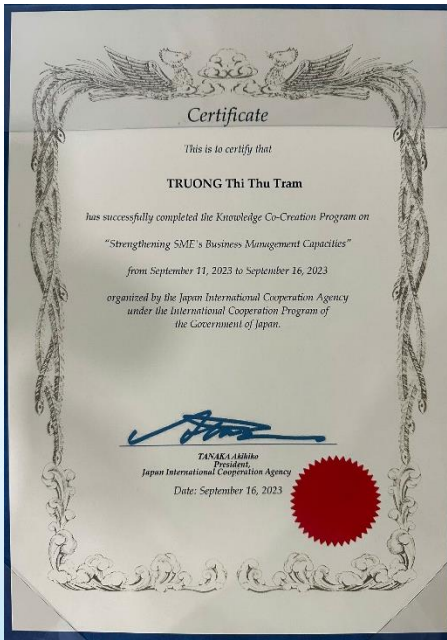 Certificate
This is to certify that
TRUONG Thi Thu Tram
has successfully completed the Knowledge Co-Creation Program on
"Strengthening SME's Business Management Capacities"
from September 11, 2023 to September 16, 2023
organized by the Japan International Cooperation Agency
under the International Cooperation Program of
the Government of Japan.
TANAKA Akihiko
President,
Japan International Cooperation Agency
Date: September 16, 2023